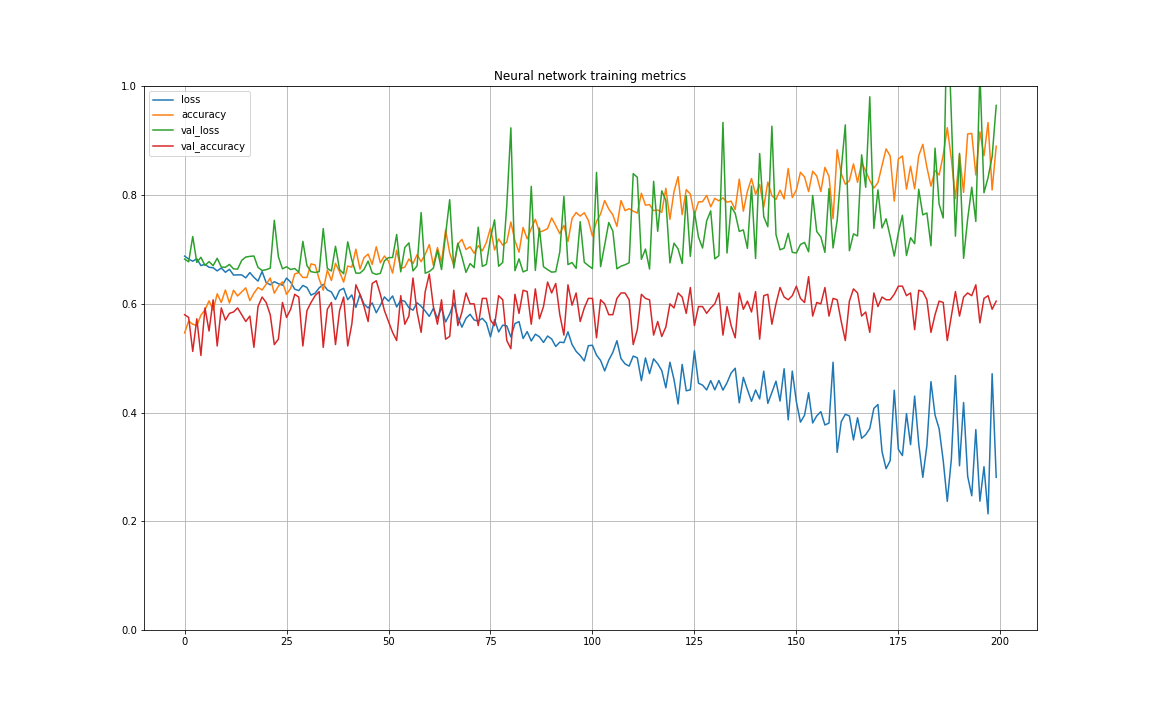 Neural network training metrics
1.0
loss
accuracy
val_loss
val_accuracy
0.8
0.6
0.4
0.2
0.0
0 25 50 75 100 125 150 175 200